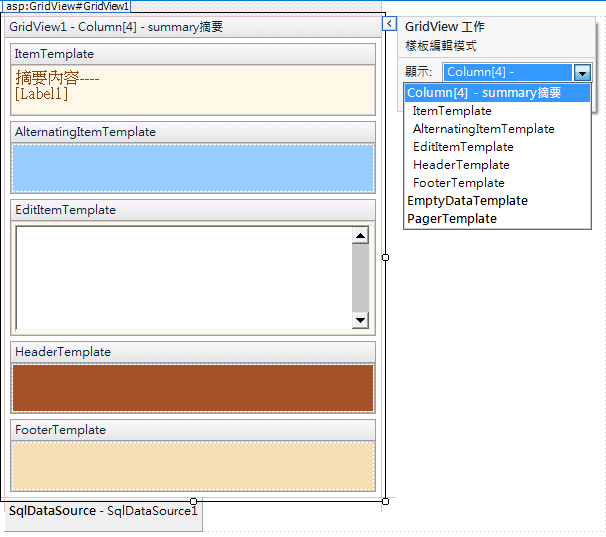 asp:GridView#GridView1
GridView1 - Column[4] - summary摘要
ItemTemplate
摘要內容----
[Label1]
AlternatingItemTemplate
EditItemTemplate
HeaderTemplate
FooterTemplate
SqlDataSource - SqlDataSource1
GridView 工作
樣板編輯模式
顯示: Column[4] -
Column[4] - summary摘要
ItemTemplate
AlternatingItemTemplate
EditItemTemplate
HeaderTemplate
FooterTemplate
EmptyDataTemplate
PagerTemplate